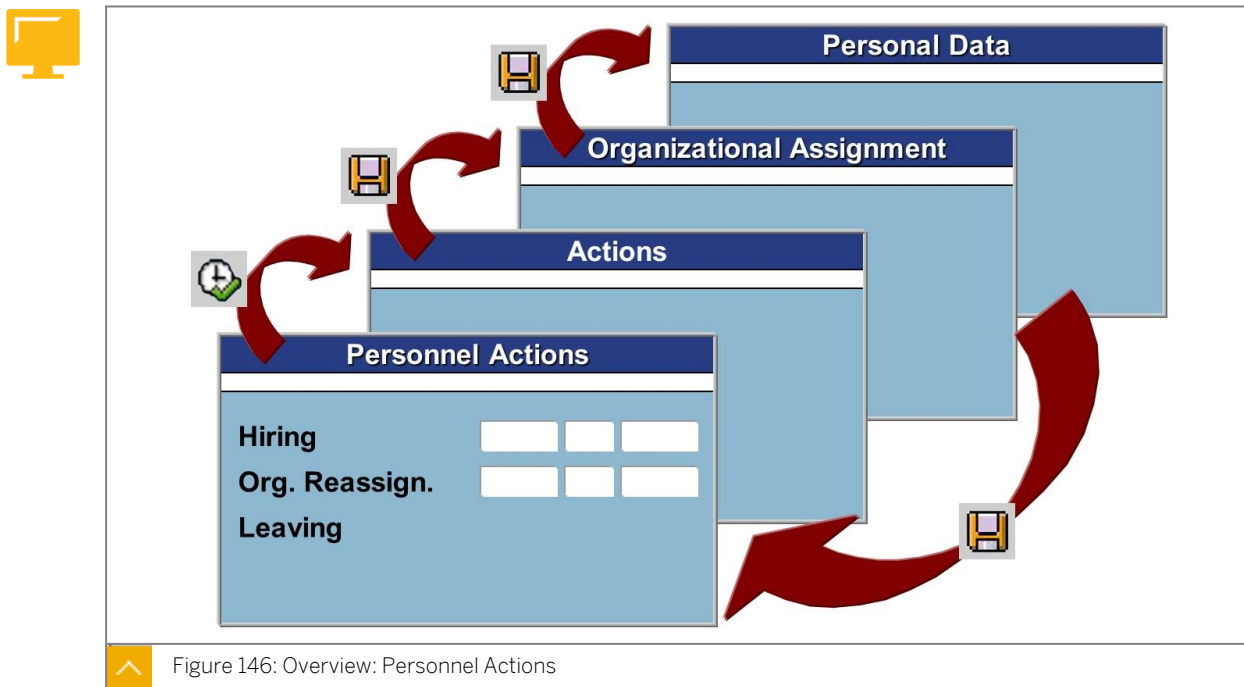 Personal Data
Organizational Assignment
Actions
Personnel Actions
Hiring
Org. Reassign.
Leaving
Figure 146: Overview: Personnel Actions